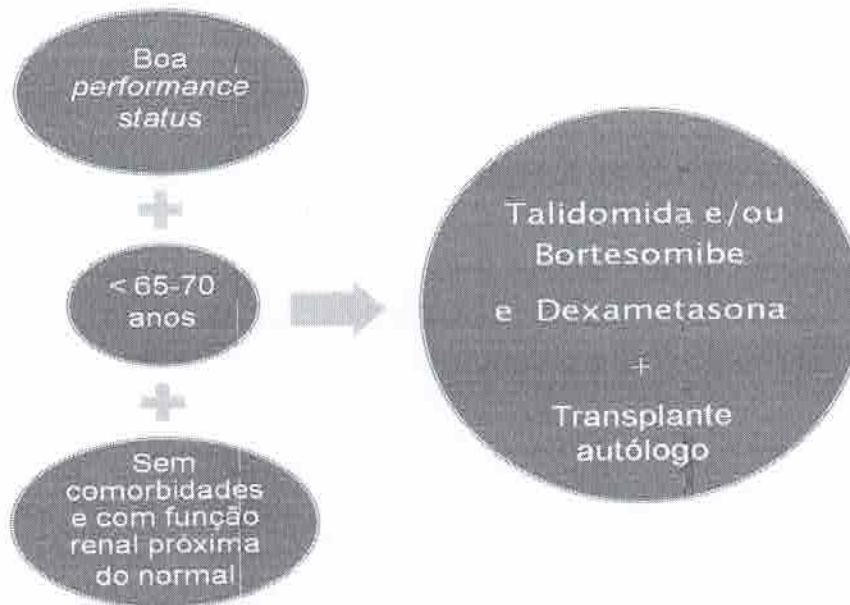 Boa
performance
status
+
< 65-70
anos
+
Sem
comorbidades
e com função
renal próxima
do normal
Talidomida e/ou
Bortesomibe
e Dexametasona
+
Transplante
autólogo